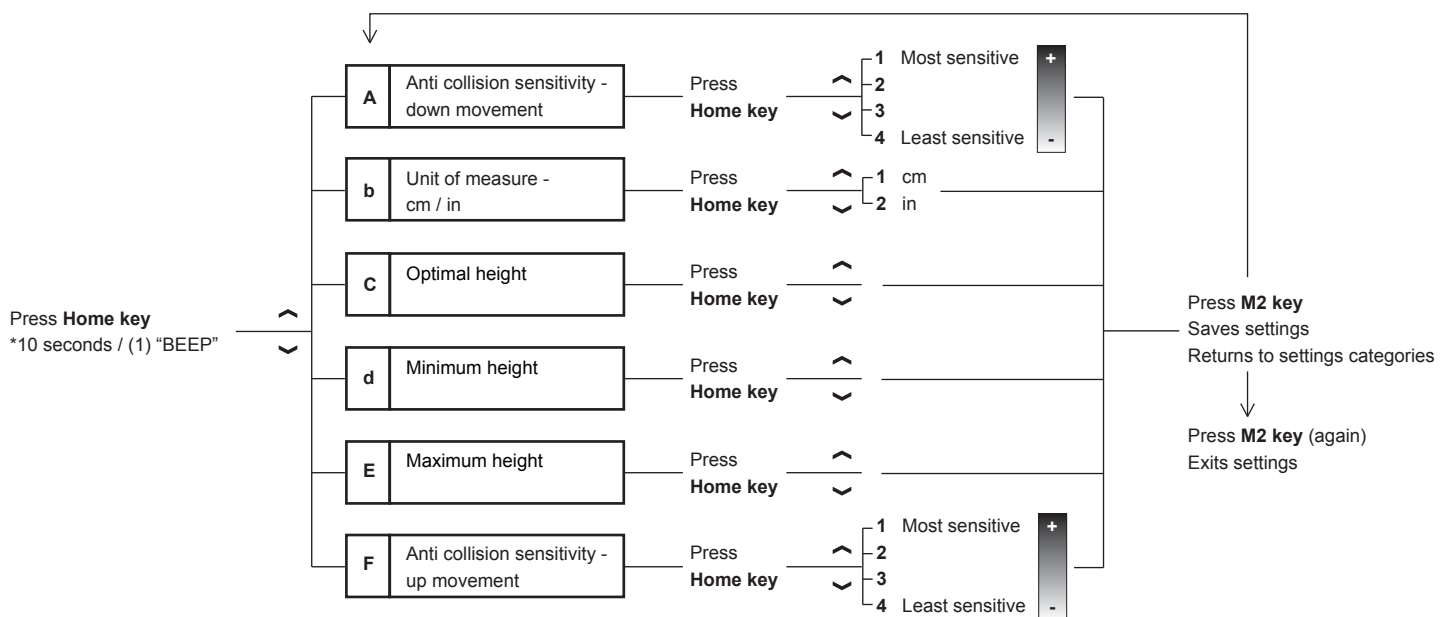 Press Home key
*10 seconds / (1) “BEEP”
A
Anti collision sensitivity -
down movement
Press
Home key
1 Most sensitive
2
3
4 Least sensitive
+
-
b
Unit of measure -
cm / in
Press
Home key
1 cm
2 in
C
Optimal height
Press
Home key
d
Minimum height
Press
Home key
E
Maximum height
Press
Home key
F
Anti collision sensitivity -
up movement
Press
Home key
1 Most sensitive
2
3
4 Least sensitive
+
-
Press M2 key
Saves settings
Returns to settings categories
Press M2 key (again)
Exits settings